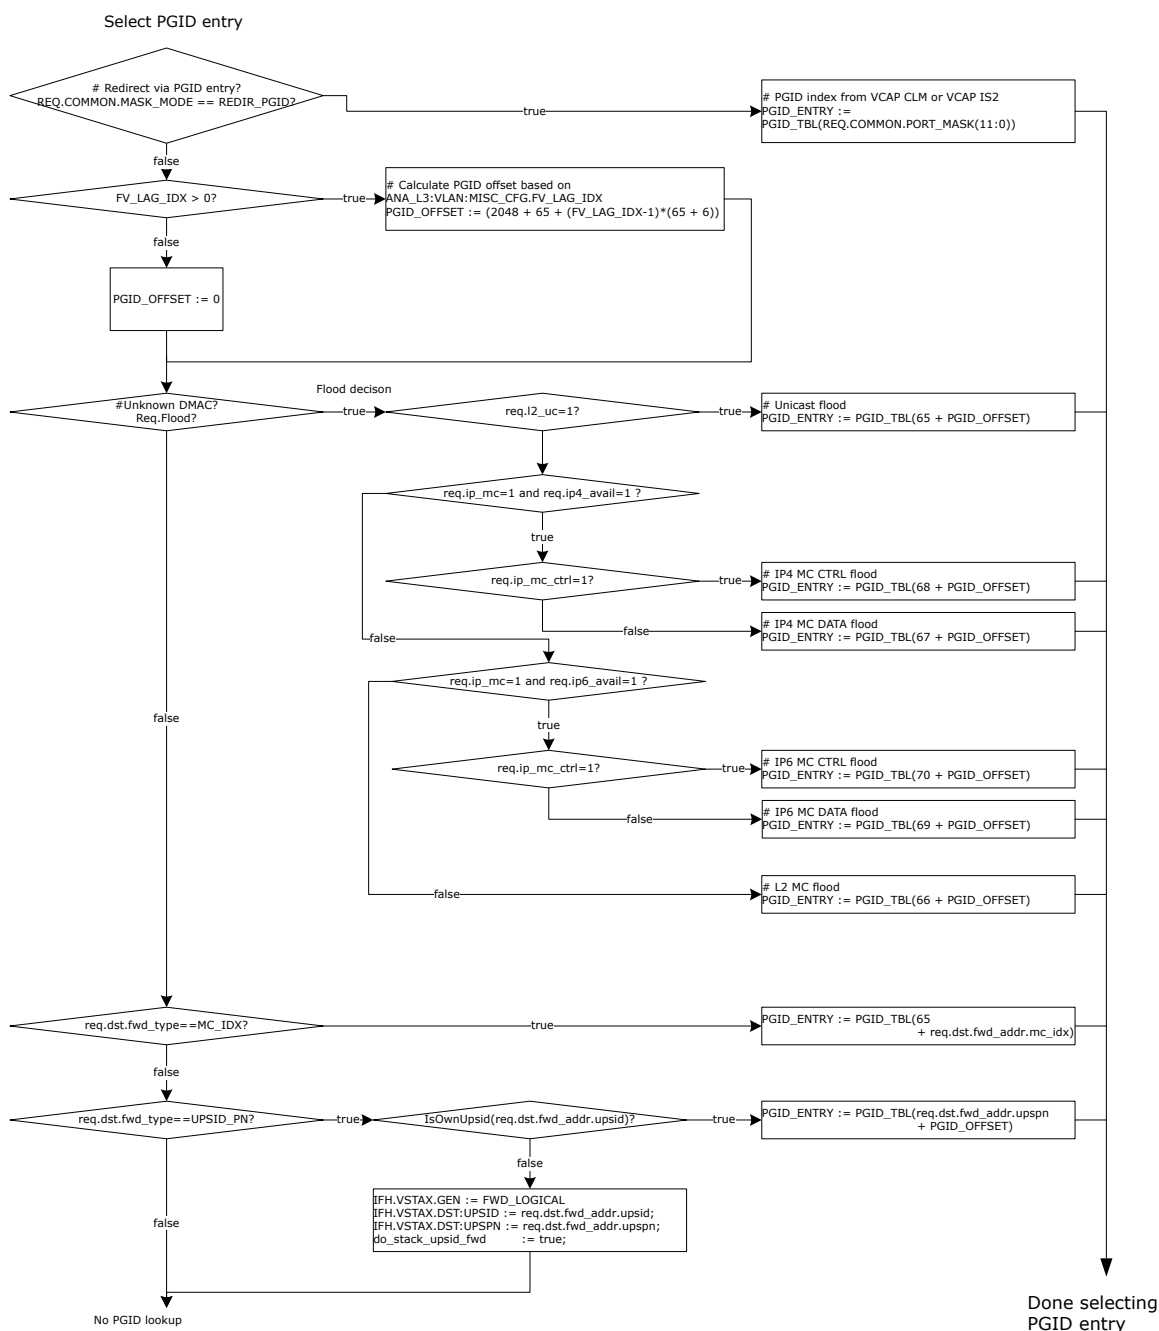 Select PGID entry
# Redirect via PGID entry?
REQ.COMMON.MASK_MODE == REDIR_PGID?
true
# PGID index from VCAP CLM or VCAP IS2
PGID_ENTRY :=
PGID_TBL(REQ.COMMON.PORT_MASK(11:0))
false
FV_LAG_IDX > 0?
true
# Calculate PGID offset based on
ANA_L3:VLAN:MISC_CFG.FV_LAG_IDX
PGID_OFFSET := (2048 + 65 + (FV_LAG_IDX-1)*(65 + 6))
false
PGID_OFFSET := 0
Flood decison
#Unknown DMAC?
Req.Flood?
true
req.l2_uc=1?
true
# Unicast flood
PGID_ENTRY := PGID_TBL(65 + PGID_OFFSET)
req.ip_mc=1 and req.ip4_avail=1 ?
true
req.ip_mc_ctrl=1?
true
# IP4 MC CTRL flood
PGID_ENTRY := PGID_TBL(68 + PGID_OFFSET)
false
# IP4 MC DATA flood
PGID_ENTRY := PGID_TBL(67 + PGID_OFFSET)
false
req.ip_mc=1 and req.ip6_avail=1 ?
false
true
req.ip_mc_ctrl=1?
true
# IP6 MC CTRL flood
PGID_ENTRY := PGID_TBL(70 + PGID_OFFSET)
false
# IP6 MC DATA flood
PGID_ENTRY := PGID_TBL(69 + PGID_OFFSET)
false
# L2 MC flood
PGID_ENTRY := PGID_TBL(66 + PGID_OFFSET)
req.dst.fwd_type==MC_IDX?
true
PGID_ENTRY := PGID_TBL(65
+ req.dst.fwd_addr.mc_idx)
false
req.dst.fwd_type==UPSID_PN?
true
IsOwnUpsid(req.dst.fwd_addr.upsid)?
true
PGID_ENTRY := PGID_TBL(req.dst.fwd_addr.upspn
+ PGID_OFFSET)
false
IFH.VSTAX.GEN := FWD_LOGICAL
IFH.VSTAX.DST:UPSID := req.dst.fwd_addr.upsid;
IFH.VSTAX.DST:UPSPN := req.dst.fwd_addr.upspn;
do_stack_upsid_fwd := true;
false
No PGID lookup
Done selecting
PGID entry